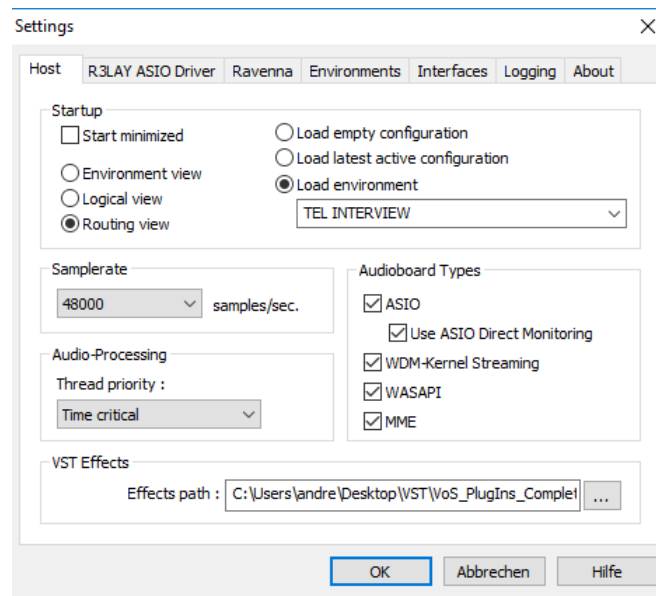 Settings
Host R3LAY ASIO Driver Ravenna Environments Interfaces Logging About
Startup
Start minimized
Environment view
Logical view
Routing view
Load empty configuration
Load latest active configuration
Load environment
TEL INTERVIEW
Samplerate
48000 samples/sec.
Audio-Processing
Thread priority :
Time critical
Audioboard Types
ASIO
Use ASIO Direct Monitoring
WDM-Kernel Streaming
WASAPI
MME
VST Effects
Effects path : C:\Users\andre\Desktop\VST\VoS_PlugIns_Complet ...
OK Abbrechen Hilfe